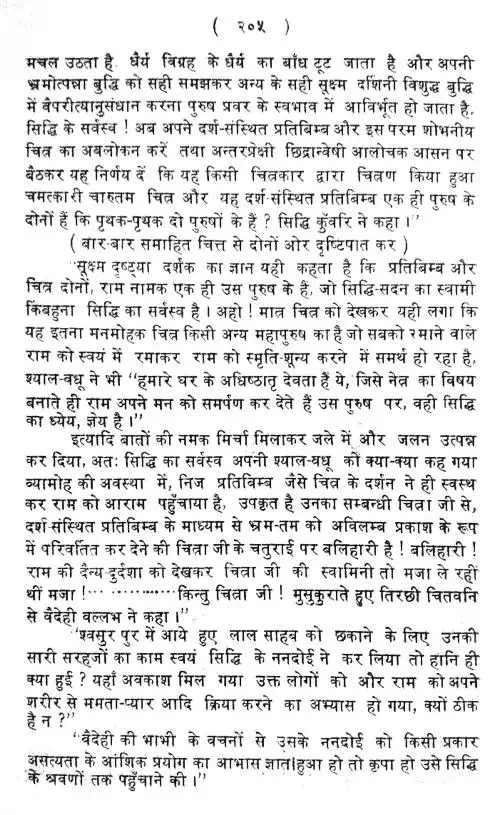 ( २०५ )
मचल उठता है. धैर्य विग्रह के धैर्य का बाँध टूट जाता है और अपनी
भ्रमोत्पन्ना बुद्धि को सही समझकर अन्य के सही सूक्ष्म दर्शिनी विशुद्ध बुद्धि
में वैपरीत्यानुसंधान करना पुरुष प्रवर के स्वभाव में आविर्भूत हो जाता है,
सिद्धि के सर्वस्व ! अब अपने दर्श-संस्थित प्रतिबिम्ब और इस परम शोभनीय
चित्र का अबलोकन करें तथा अन्तरप्रेक्षी छिद्रान्वेषी आलोचक आसन पर
बैठकर यह निर्णय दें कि यह किसी चित्रकार द्वारा चित्रण किया हुआ
चमत्कारी चारुतम चित्र और यह दर्श-संस्थित प्रतिबिम्ब एक ही पुरुष के
दोनों हैं कि पृथक-पृथक दो पुरुषों के हैं ? सिद्धि कुँवरि ने कहा ।"
( बार-बार समाहित चित्त से दोनों ओर दृष्टिपात कर )
"सूक्ष्म दृष्ट्या दर्शक का ज्ञान यही कहता है कि प्रतिबिम्ब और
चित्र दोनों, राम नामक एक ही उस पुरुष के हैं, जो सिद्धि-सदन का स्वामी
किंबहुना सिद्धि का सर्वस्व है । अहो ! मात्र चित्र को देखकर यही लगा कि
यह इतना मनमोहक चित्र किसी अन्य महापुरुष का है जो सबको रमाने वाले
राम को स्वयं में रमाकर राम को स्मृति-शून्य करने में समर्थ हो रहा है,
श्याल-वधू ने भी "हमारे घर के अधिष्ठातृ देवता हैं ये, जिसे नेत्र का विषय
बनाते ही राम अपने मन को समर्पण कर देते हैं उस पुरुष पर, वही सिद्धि
का ध्येय, ज्ञेय है ।"
इत्यादि बातों की नमक मिर्चा मिलाकर जले में और जलन उत्पन्न
कर दिया, अतः सिद्धि का सर्वस्व अपनी श्याल-बधू को क्या-क्या कह गया
ब्यामोह की अवस्था में, निज प्रतिबिम्ब जैसे चित्र के दर्शन ने ही स्वस्थ
कर राम को आराम पहुँचाया है, उपकृत है उनका सम्बन्धी चित्रा जी से,
दर्श-संस्थित प्रतिबिम्ब के माध्यम से भ्रम-तम को अविलम्ब प्रकाश के रूप
में परिवर्तित कर देने की चित्रा जी के चतुराई पर बलिहारी है ! बलिहारी !
राम की दैन्य-दुर्दशा को देखकर चित्रा जी की स्वामिनी तो मजा ले रहीं
थीं मजा !...................किन्तु चित्रा जी ! मुसुकुराते हुए तिरछी चितवनि
से वैदेही वल्लभ ने कहा ।"
"श्वसुर पुर में आये हुए लाल साहब को छकाने के लिए उनकी
सारी सरहजों का काम स्वयं सिद्धि के ननदोई ने कर लिया तो हानि ही
क्या हुई ? यहाँ अवकाश मिल गया उक्त लोगों को और राम को अपने
शरीर से ममता-प्यार आदि क्रिया करने का अभ्यास हो गया, क्यों ठीक
है न ?"
"वैदेही की भाभी के वचनों से उसके ननदोई को किसी प्रकार
असत्यता के आंशिक प्रयोग का आभास ज्ञात हुआ हो तो कृपा हो उसे सिद्धि
के श्रवणों तक पहुँचाने की ।"